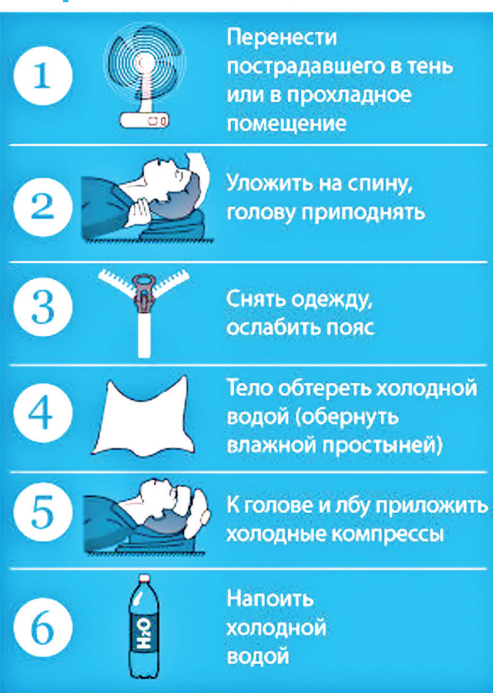 1
Перенести
пострадавшего в тень
или в прохладное
помещение
2
Уложить на спину,
голову приподнять
3
Снять одежду,
ослабить пояс
4
Тело обтереть холодной
водой (обернуть
влажной простыней)
5
К голове и лбу приложить
холодные компрессы
6
H2O
Напоить
холодной
водой